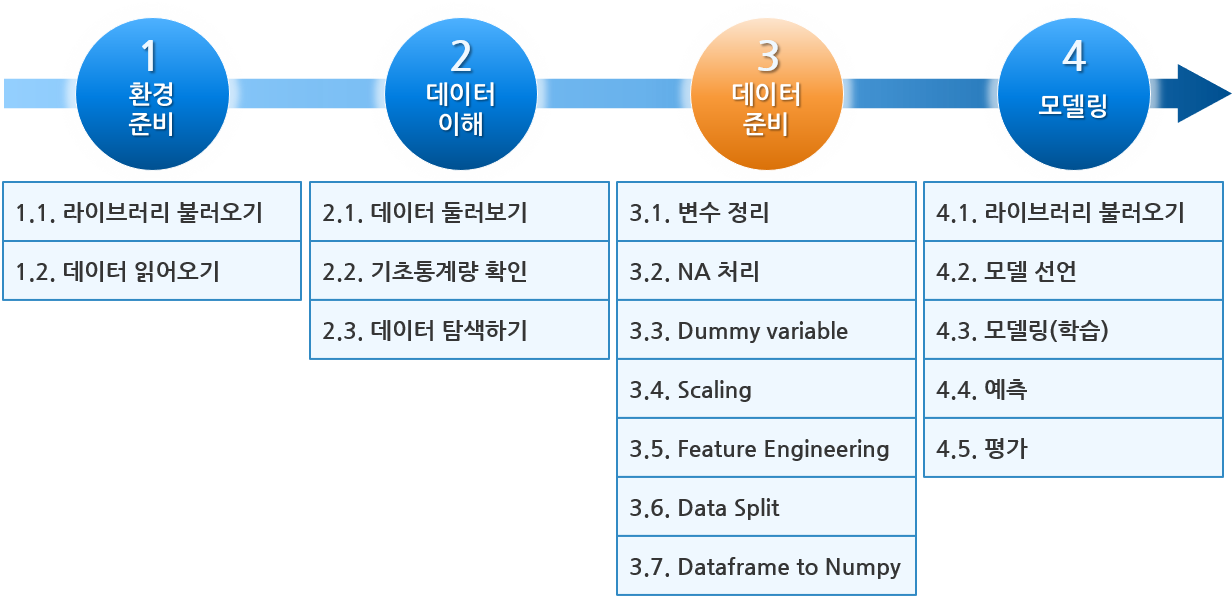 1
환경
준비
2
데이터
이해
3
데이터
준비
4
모델링
1.1. 라이브러리 불러오기
1.2. 데이터 읽어오기
2.1. 데이터 둘러보기
2.2. 기초통계량 확인
2.3. 데이터 탐색하기
3.1. 변수 정리
3.2. NA 처리
3.3. Dummy variable
3.4. Scaling
3.5. Feature Engineering
3.6. Data Split
3.7. Dataframe to Numpy
4.1. 라이브러리 불러오기
4.2. 모델 선언
4.3. 모델링(학습)
4.4. 예측
4.5. 평가